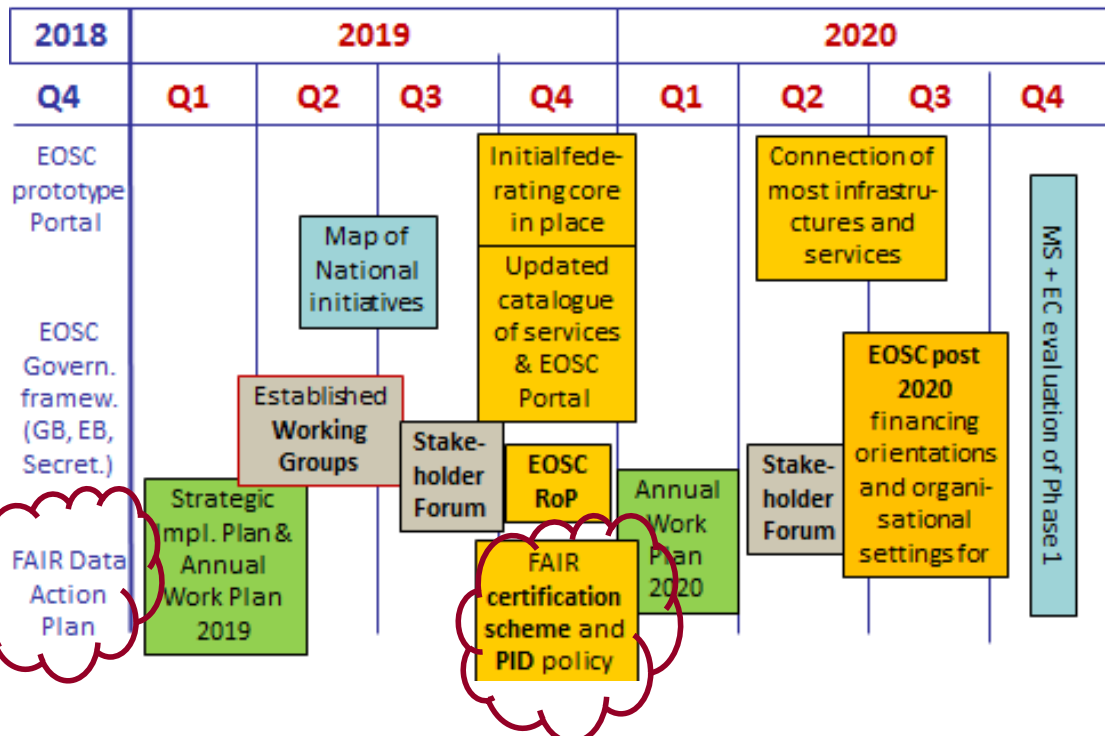 2018
2019
2020
Q4
Q1
Q2
Q3
Q4
Q1
Q2
Q3
Q4
EOSC
prototype
Portal
EOSC
Govern.
framew.
(GB, EB,
Secret.)
FAIR Data
Action
Plan
Strategic
Impl. Plan &
Annual
Work Plan
2019
Established
Working
Groups
Map of
National
initiatives
Stake-
holder
Forum
Initialfede-
rating core
in place
Updated
catalogue
of services
& EOSC
Portal
EOSC
RoP
FAIR
certification
scheme and
PID policy
Annual
Work
Plan
2020
Connection of
most infrastru-
ctures and
services
Stake-
holder
Forum
EOSC post
2020
financing
orientations
and organi-
sational
settings for
MS + EC evaluation of Phase 1